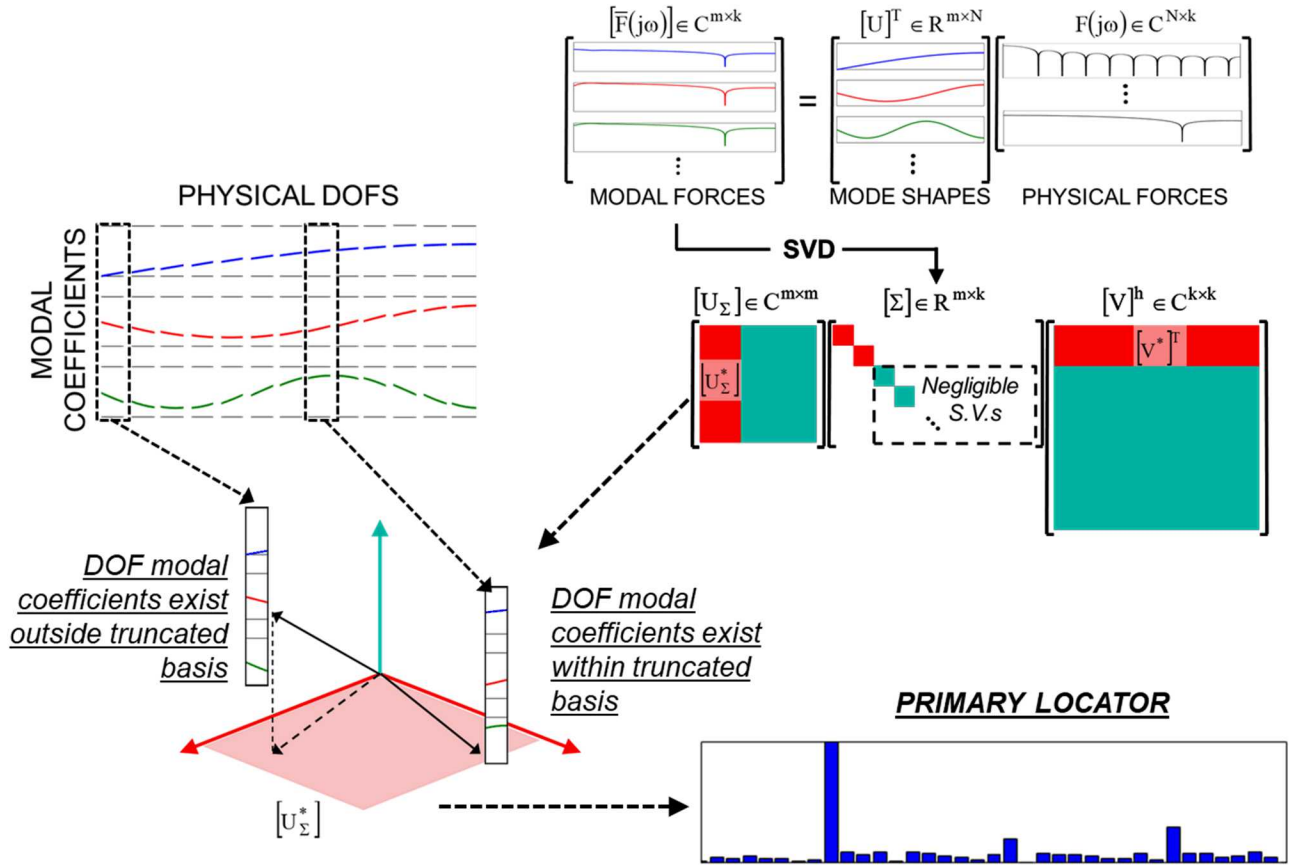 [F̅(jω)] ∈ C^{m×k}
[U]^T ∈ R^{m×N}
F(jω) ∈ C^{N×k}
=
MODAL FORCES
MODE SHAPES
PHYSICAL FORCES
SVD
[U_Σ] ∈ C^{m×m}
[Σ] ∈ R^{m×k}
[V]^h ∈ C^{k×k}
[U*_Σ]
[V*]^T
Negligible
S.V.s
PHYSICAL DOFS
MODAL
COEFFICIENTS
DOF modal
coefficients exist
outside truncated
basis
DOF modal
coefficients exist
within truncated
basis
[U*_Σ]
PRIMARY LOCATOR